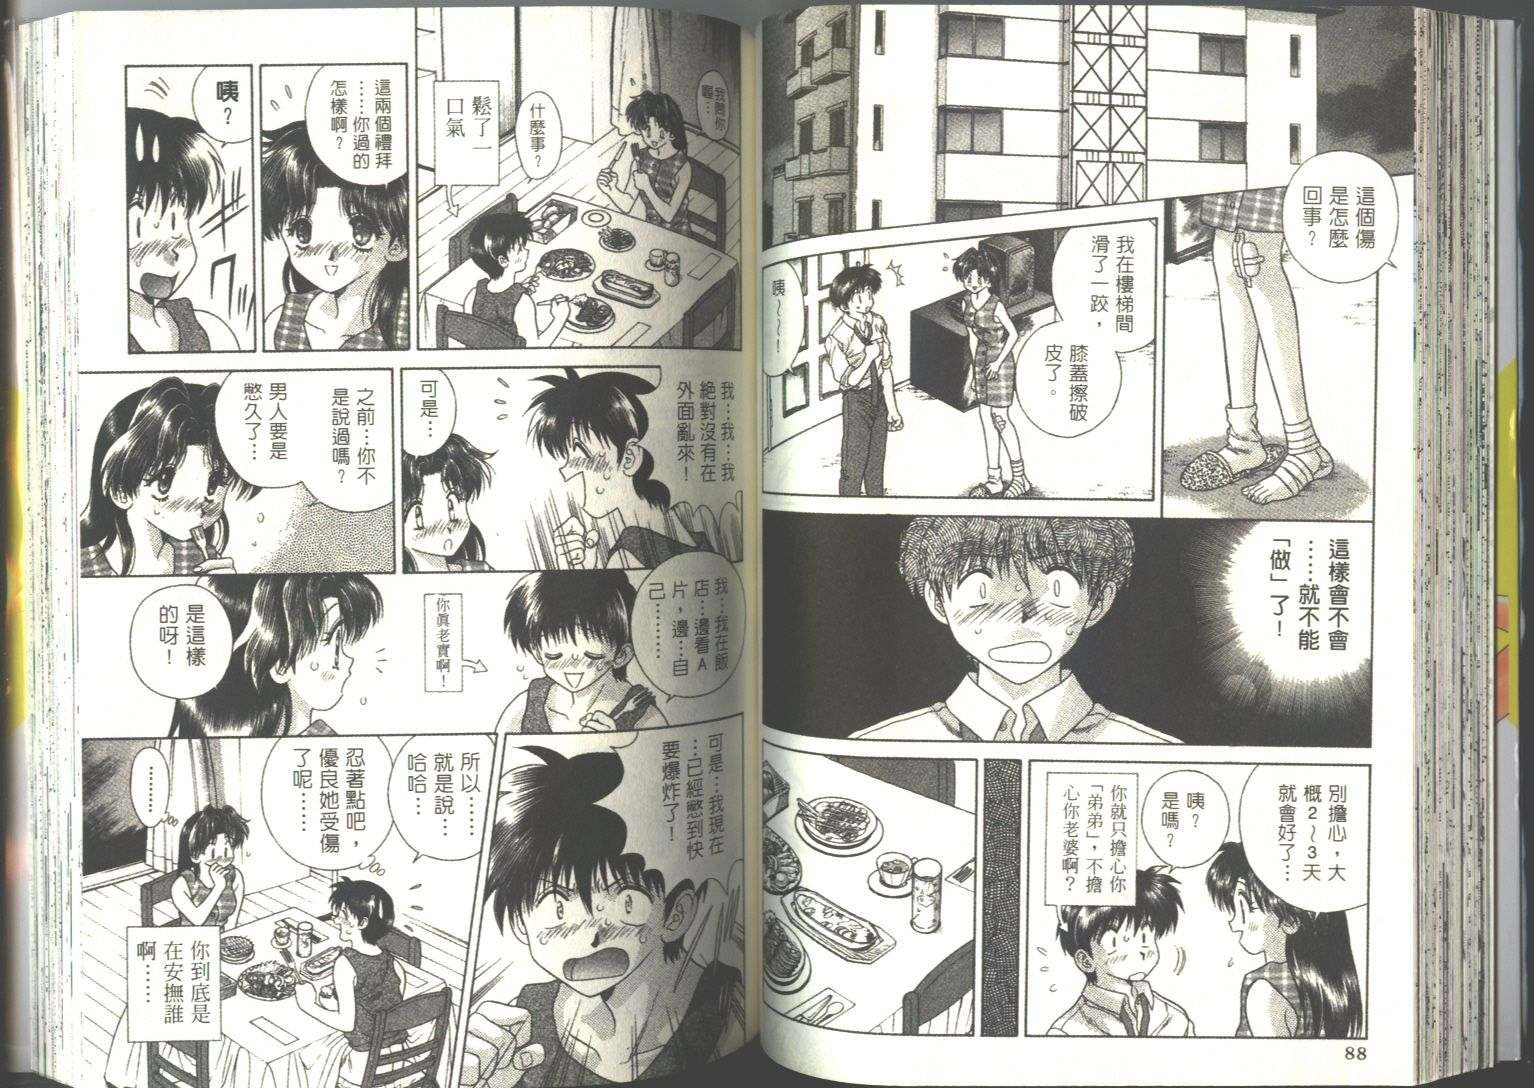 這個傷
是怎麼
回事？
我在樓梯間
滑了一跤，
膝蓋擦破
皮了。
咦～～！
這樣會不會
……就不能
「做」了！
別擔心，大
概2～3天
就會好了…
咦？
是嗎？
你就只擔心你
「弟弟」，不擔
心你老婆啊？
88
我問你
喔…
什麼事？
鬆了一
口氣
這兩個禮拜
……你過的
怎樣啊？
咦？
我…我…我
絕對沒有在
外面亂來！
可是…
之前…你不
是說過嗎？
男人要是
憋久了…
我…我在飯
店…邊看A
片，邊…自
己………
你真老實啊！
是這樣
的呀！
可是…我現在
…已經憋到快
要爆炸了！
所以……
就是說…
哈哈…
忍著點吧，
優良她受傷
了呢……
………
你到底是
在安撫誰
啊……